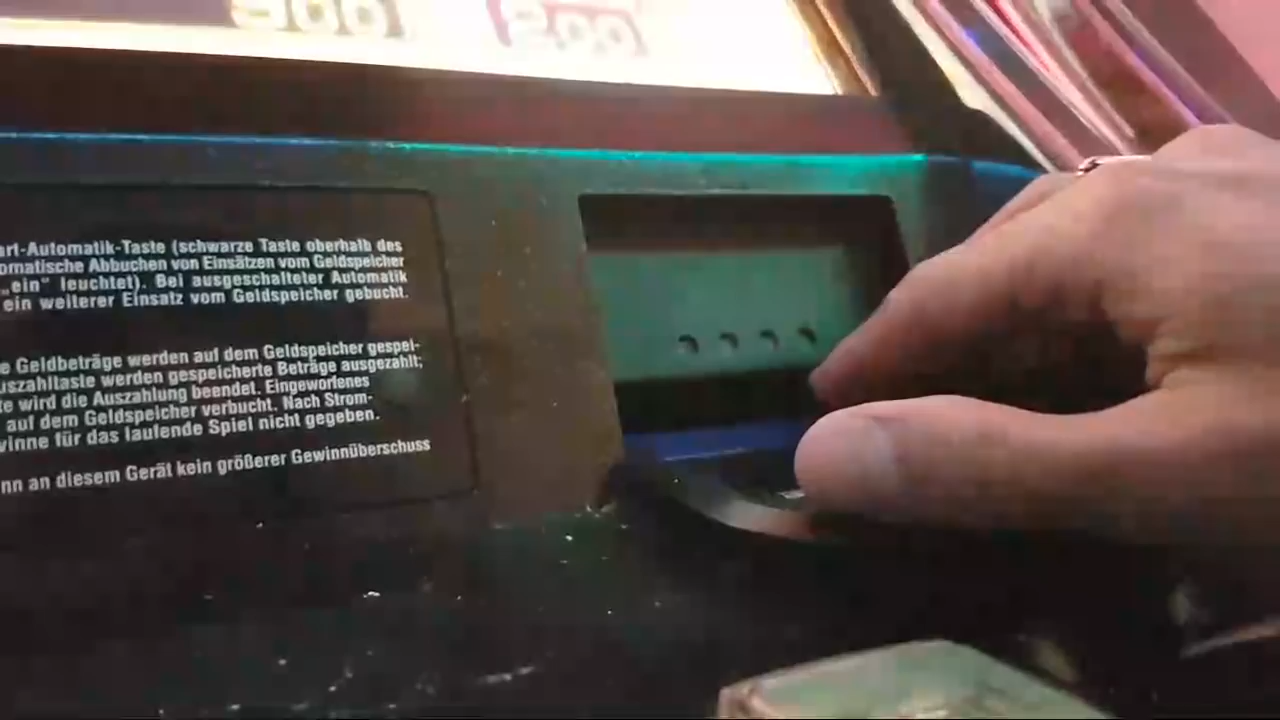 500 500
art-Automatik-Taste (schwarze Taste oberhalb des
omatische Abbuchen von Einsätzen vom Geldspeicher
„ein“ leuchtet). Bei ausgeschalteter Automatik
ein weiterer Einsatz vom Geldspeicher gebucht.
e Geldbeträge werden auf dem Geldspeicher gespei-
uszahltaste werden gespeicherte Beträge ausgezahlt;
te wird die Auszahlung beendet. Eingeworfenes
auf dem Geldspeicher verbucht. Nach Strom-
winne für das laufende Spiel nicht gegeben.
nn an diesem Gerät kein größerer Gewinnüberschuss